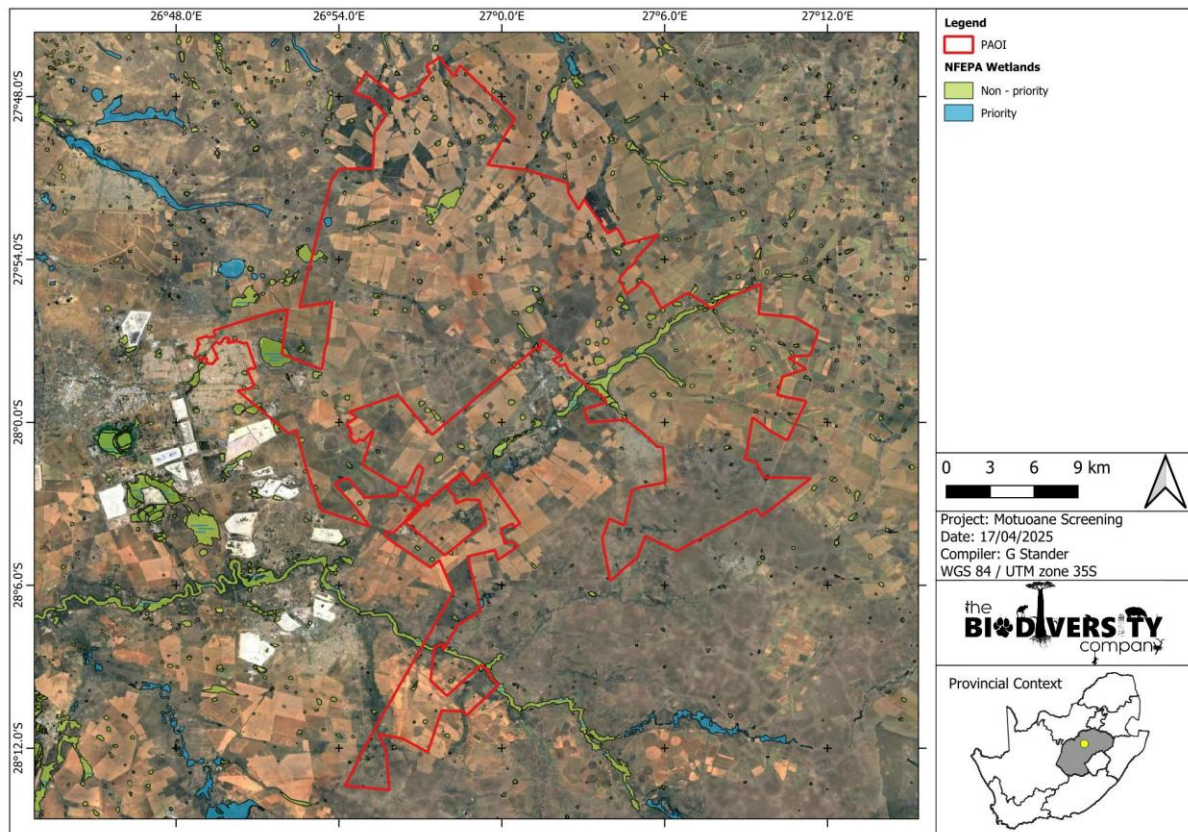 26°48.0'E 26°54.0'E 27°0.0'E 27°6.0'E 27°12.0'E
27°48.0'S
27°54.0'S
28°0.0'S
28°6.0'S
28°12.0'S
Legend
PAOI
NFEPA Wetlands
Non - priority
Priority
0 3 6 9 km
Project: Motuoane Screening
Date: 17/04/2025
Compiler: G Stander
WGS 84 / UTM zone 35S
the
BIODIVERSITY
company
Provincial Context